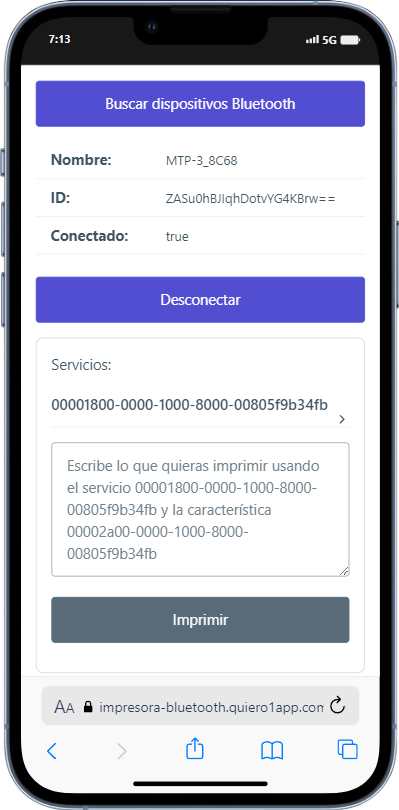 7:13
5G
Buscar dispositivos Bluetooth
Nombre: MTP-3_8C68
ID: ZASu0hBJIqhDotvYG4KBrw==
Conectado: true
Desconectar
Servicios:
00001800-0000-1000-8000-00805f9b34fb
Escribe lo que quieras imprimir usando
el servicio 00001800-0000-1000-8000-
00805f9b34fb y la característica
00002a00-0000-1000-8000-
00805f9b34fb
Imprimir
AA impresora-bluetooth.quiero1app.com